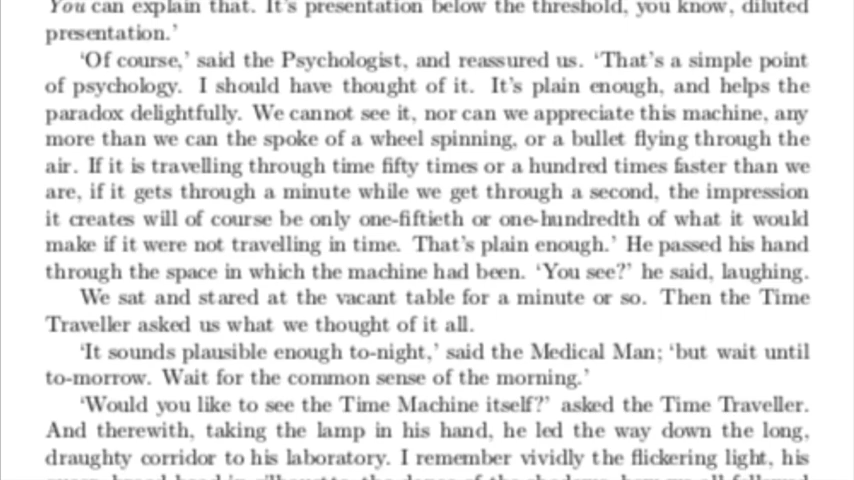 You can explain that. It's presentation below the threshold, you know, diluted
presentation.’
‘Of course,’ said the Psychologist, and reassured us. ‘That's a simple point
of psychology. I should have thought of it. It's plain enough, and helps the
paradox delightfully. We cannot see it, nor can we appreciate this machine, any
more than we can the spoke of a wheel spinning, or a bullet flying through the
air. If it is travelling through time fifty times or a hundred times faster than we
are, if it gets through a minute while we get through a second, the impression
it creates will of course be only one-fiftieth or one-hundredth of what it would
make if it were not travelling in time. That's plain enough.’ He passed his hand
through the space in which the machine had been. ‘You see?’ he said, laughing.
We sat and stared at the vacant table for a minute or so. Then the Time
Traveller asked us what we thought of it all.
‘It sounds plausible enough to-night,’ said the Medical Man; ‘but wait until
to-morrow. Wait for the common sense of the morning.’
‘Would you like to see the Time Machine itself?’ asked the Time Traveller.
And therewith, taking the lamp in his hand, he led the way down the long,
draughty corridor to his laboratory. I remember vividly the flickering light, his